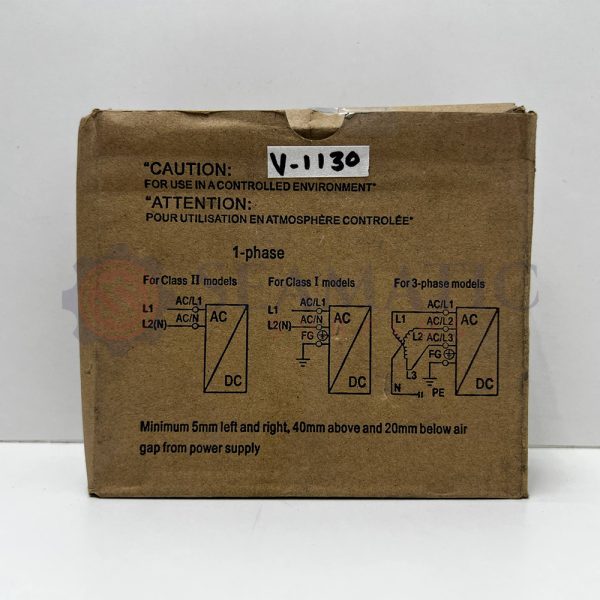 V-1130
"CAUTION:
FOR USE IN A CONTROLLED ENVIRONMENT"
"ATTENTION:
POUR UTILISATION EN ATMOSPHÈRE CONTROLÉE"
1-phase
For Class II models
L1 AC/L1
L2(N) AC/N
AC
DC
For Class I models
L1 AC/L1
L2(N) AC/N
FG
AC
DC
For 3-phase models
L1 AC/L1
L2 AC/L2
AC/L3
L3 FG
N PE
AC
DC
Minimum 5mm left and right, 40mm above and 20mm below air
gap from power supply